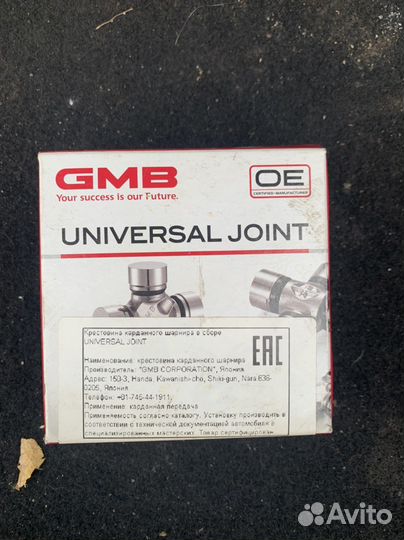 GMB
Your success is our Future.
OE
CERTIFIED-MANUFACTURER
UNIVERSAL JOINT
Крестовина карданного шарнира в сборе
UNIVERSAL JOINT
EAC
Наименование: крестовина карданного шарнира
Производитель: "GMB CORPORATION", Япония
Адрес: 150-3, Handa, Kawanishi-cho, Shiki-gun, Nara 636-
0205, Япония
Телефон: +81-745-44-1911;
Применение: карданная передача
Применяемость согласно каталогу. Установку производить в
соответствии с технической документацией автомобиля в
специализированных мастерских. Товар сертифицирован
Avito